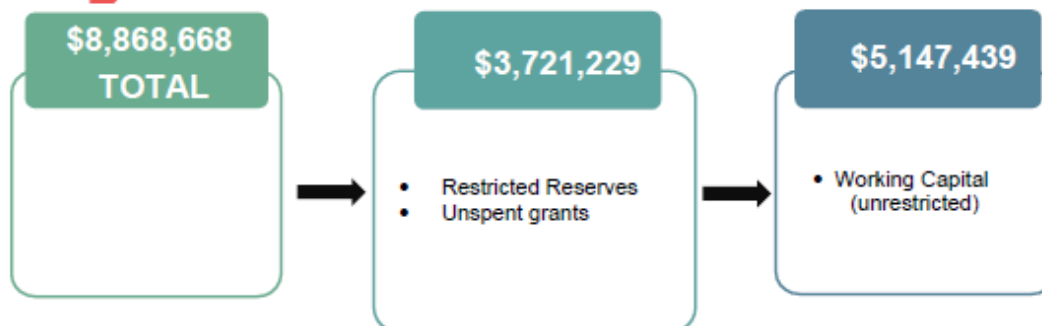 $8,868,668
TOTAL
$3,721,229
• Restricted Reserves
• Unspent grants
$5,147,439
• Working Capital
(unrestricted)